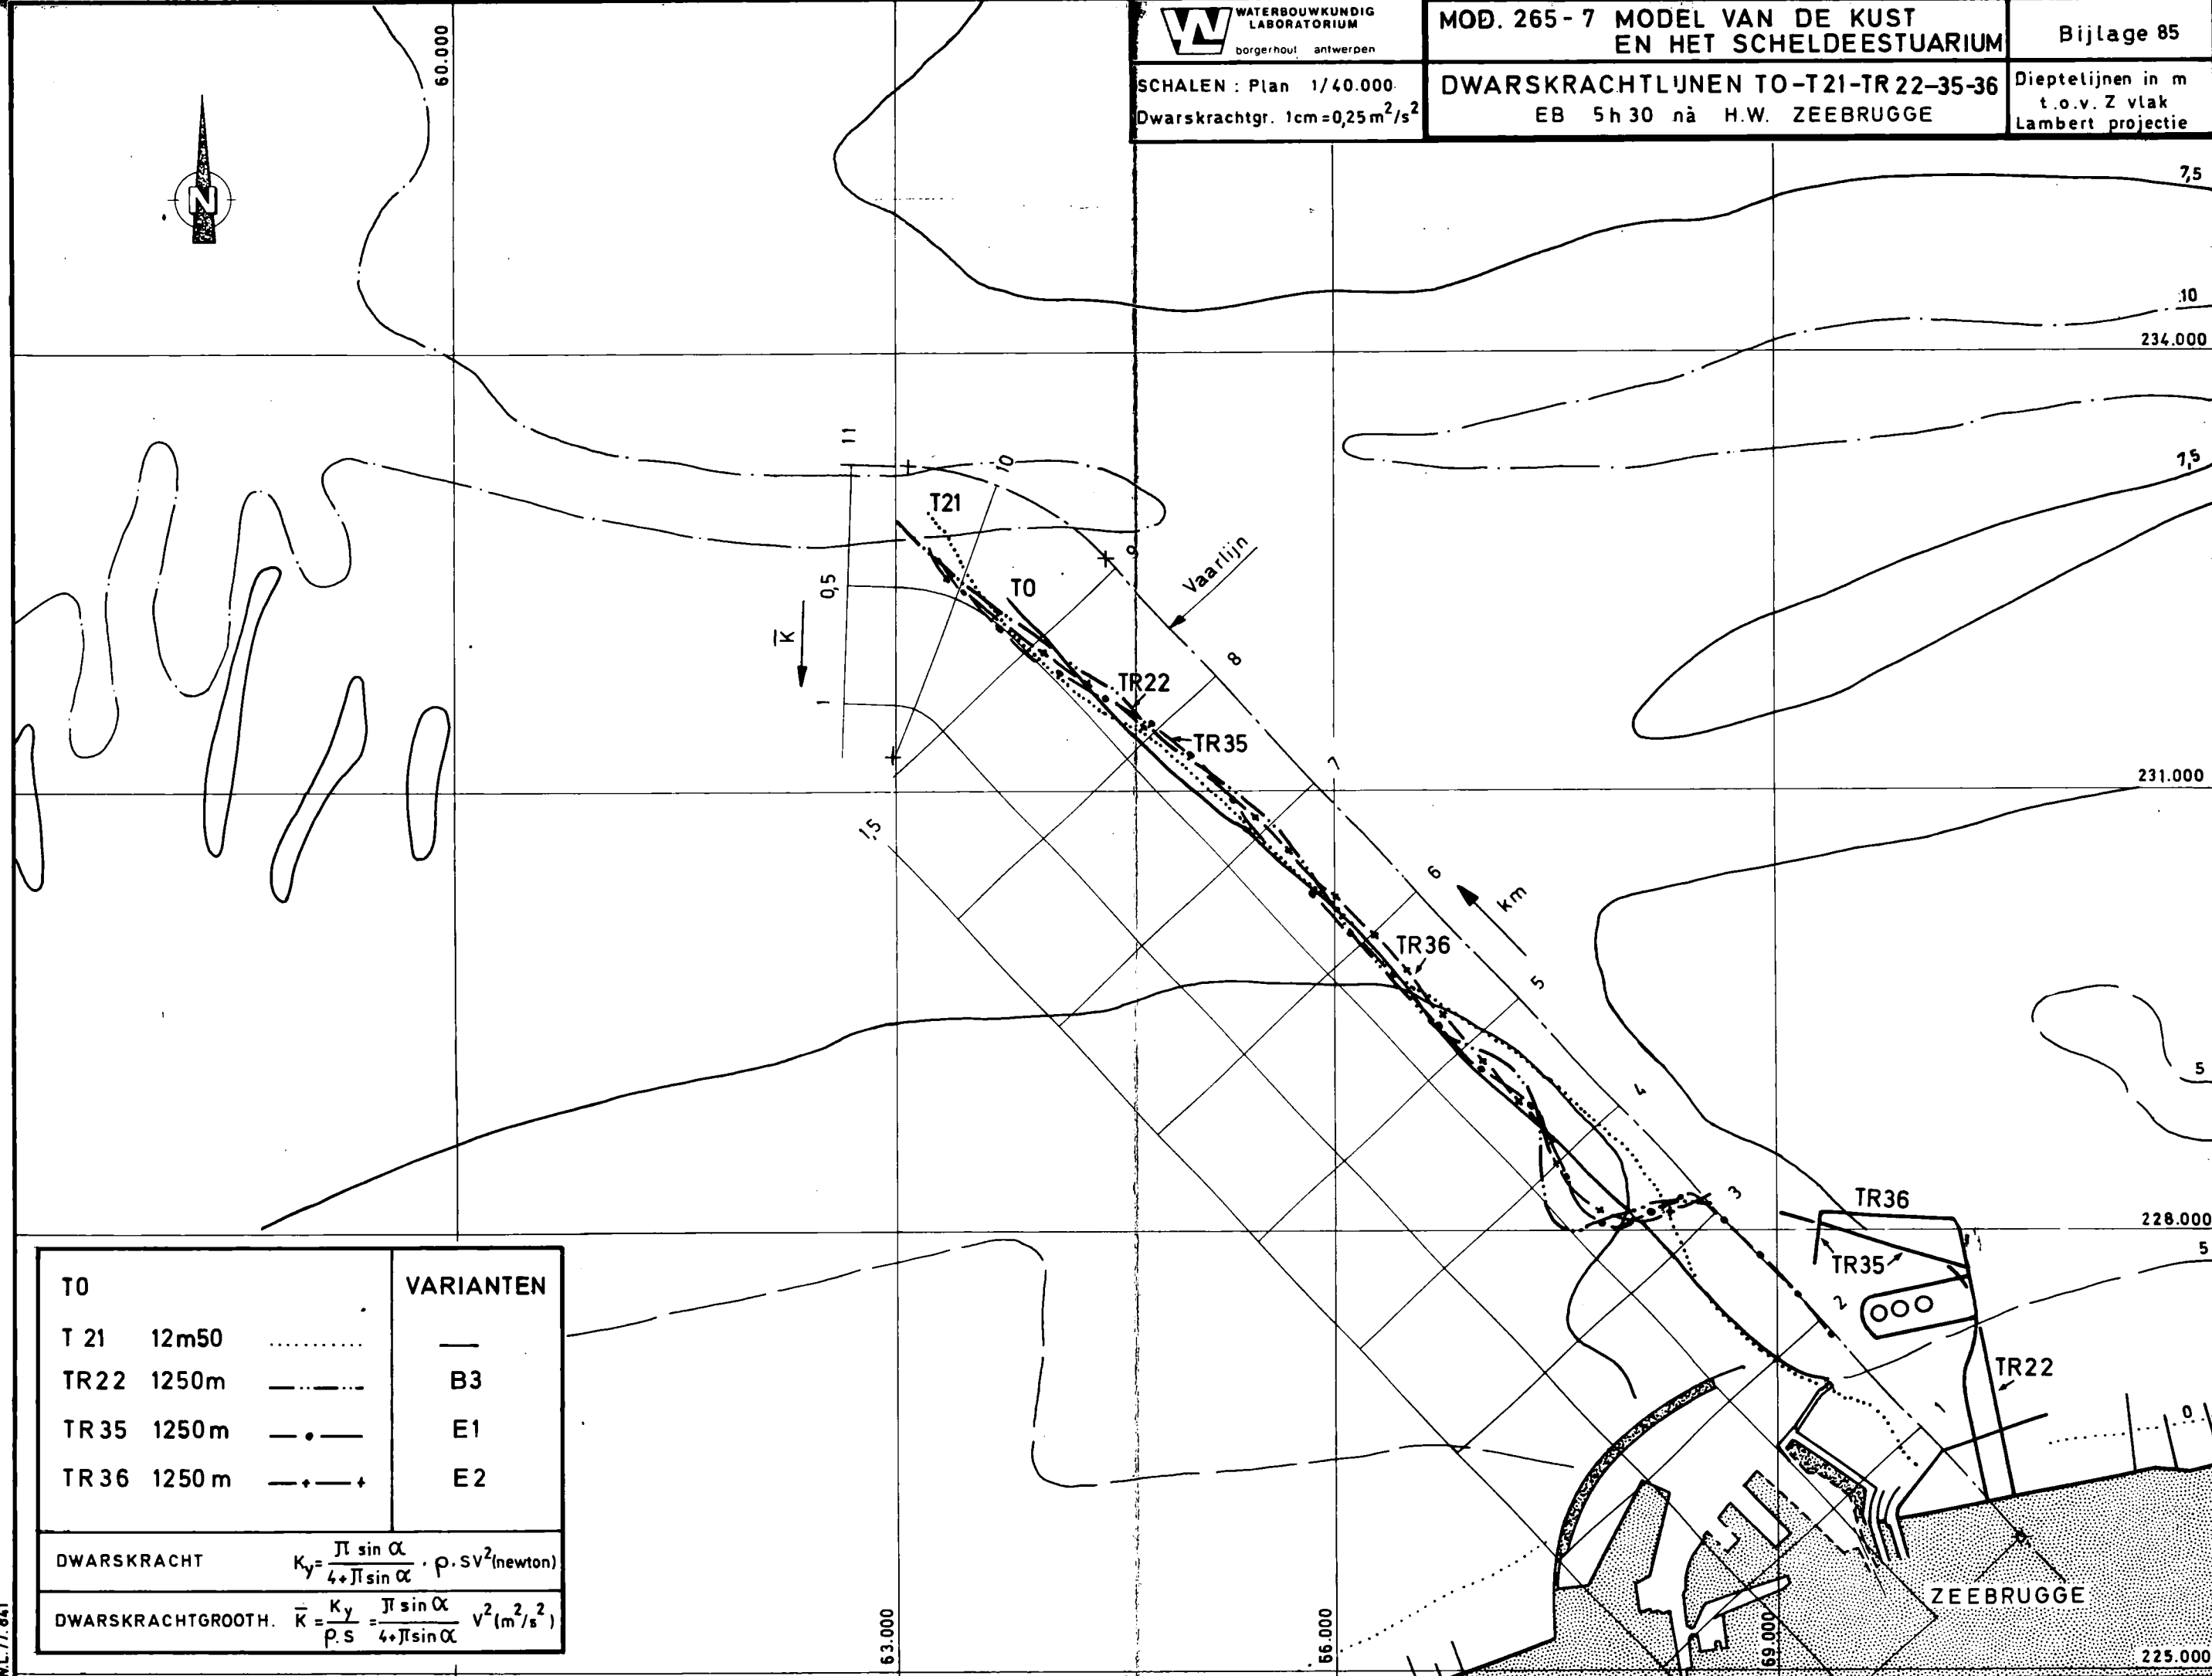 WATERBOUWKUNDIG
LABORATORIUM
borgerhout antwerpen
MOD. 265-7 MODEL VAN DE KUST
EN HET SCHELDEESTUARIUM
Bijlage 85
SCHALEN : Plan 1/40.000
Dwarskrachtgr. 1cm=0,25m²/s²
DWARSKRACHTLIJNEN TO-T21-TR 22-35-36
EB 5h30 nà H.W. ZEEBRUGGE
Dieptelijnen in m
t.o.v. Z vlak
Lambert projectie
60.000
N
7,5
10
234.000
11
10
T21
7,5
9
Vaarlijn
0,5
TO
K̅
8
TR22
1
TR35
7
231.000
1,5
6
km
TR36
5
5
4
3
TR36
228.000
5
TR35
2
TR22
1
0
TO
VARIANTEN
T 21 12m50 ............ —
TR22 1250m —..—..— B3
TR35 1250m —•— E1
TR36 1250 m —+—+ E2
DWARSKRACHT Ky= π sin α / 4+π sin α . ρ.SV²(newton)
DWARSKRACHTGROOTH. K̅ = Ky / ρ.S = π sin α / 4+π sin α V²(m²/s²)
63.000
66.000
69.000
ZEEBRUGGE
225.000